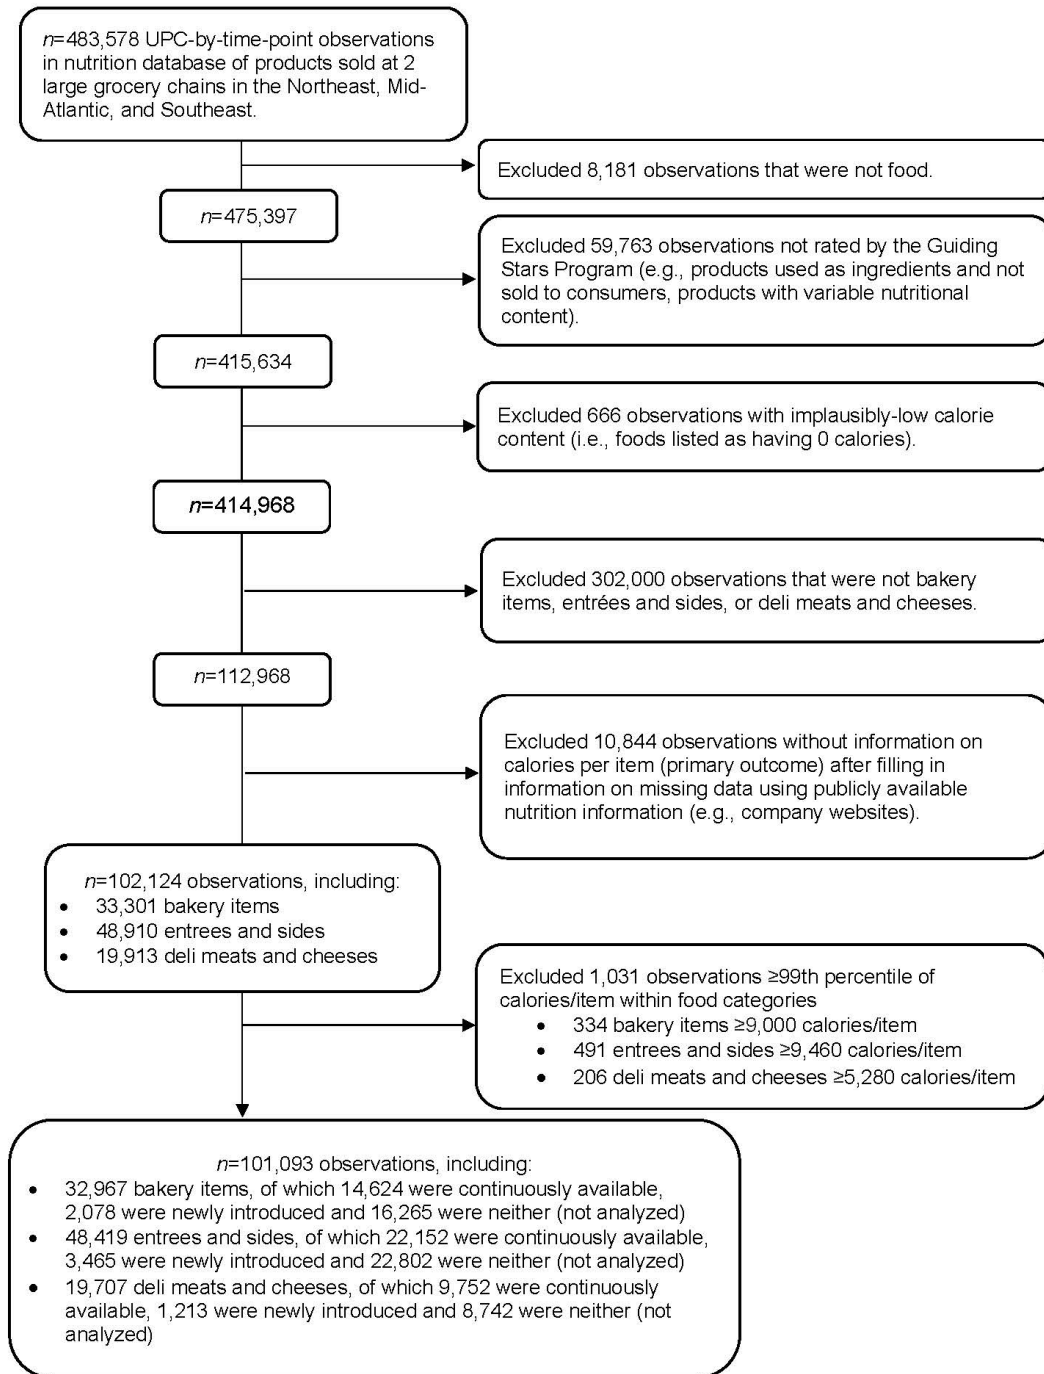 n=483,578 UPC-by-time-point observations
in nutrition database of products sold at 2
large grocery chains in the Northeast, Mid-
Atlantic, and Southeast.
Excluded 8,181 observations that were not food.
n=475,397
Excluded 59,763 observations not rated by the Guiding
Stars Program (e.g., products used as ingredients and not
sold to consumers, products with variable nutritional
content).
n=415,634
Excluded 666 observations with implausibly-low calorie
content (i.e., foods listed as having 0 calories).
n=414,968
Excluded 302,000 observations that were not bakery
items, entrées and sides, or deli meats and cheeses.
n=112,968
Excluded 10,844 observations without information on
calories per item (primary outcome) after filling in
information on missing data using publicly available
nutrition information (e.g., company websites).
n=102,124 observations, including:
• 33,301 bakery items
• 48,910 entrees and sides
• 19,913 deli meats and cheeses
Excluded 1,031 observations ≥99th percentile of
calories/item within food categories
• 334 bakery items ≥9,000 calories/item
• 491 entrees and sides ≥9,460 calories/item
• 206 deli meats and cheeses ≥5,280 calories/item
n=101,093 observations, including:
• 32,967 bakery items, of which 14,624 were continuously available,
2,078 were newly introduced and 16,265 were neither (not analyzed)
• 48,419 entrees and sides, of which 22,152 were continuously available,
3,465 were newly introduced and 22,802 were neither (not analyzed)
• 19,707 deli meats and cheeses, of which 9,752 were continuously
available, 1,213 were newly introduced and 8,742 were neither (not
analyzed)